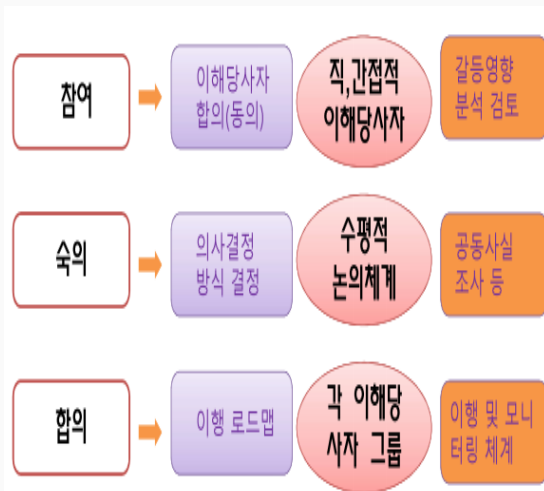 참여
이해당사자
합의(동의)
직,간접적
이해당사자
갈등영향
분석 검토
숙의
의사결정
방식 결정
수평적
논의체계
공동사실
조사 등
합의
이행 로드맵
각 이해당
사자 그룹
이행 및 모니
터링 체계